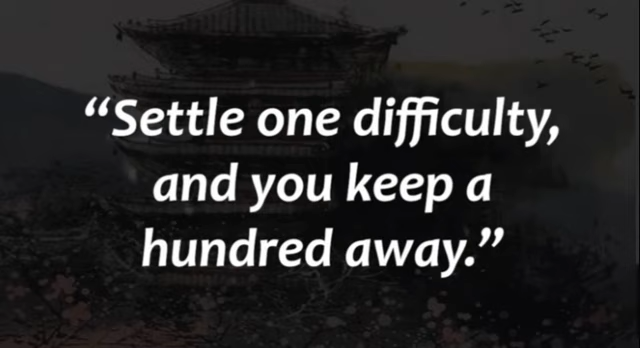 “Settle one difficulty,
and you keep a
hundred away.”